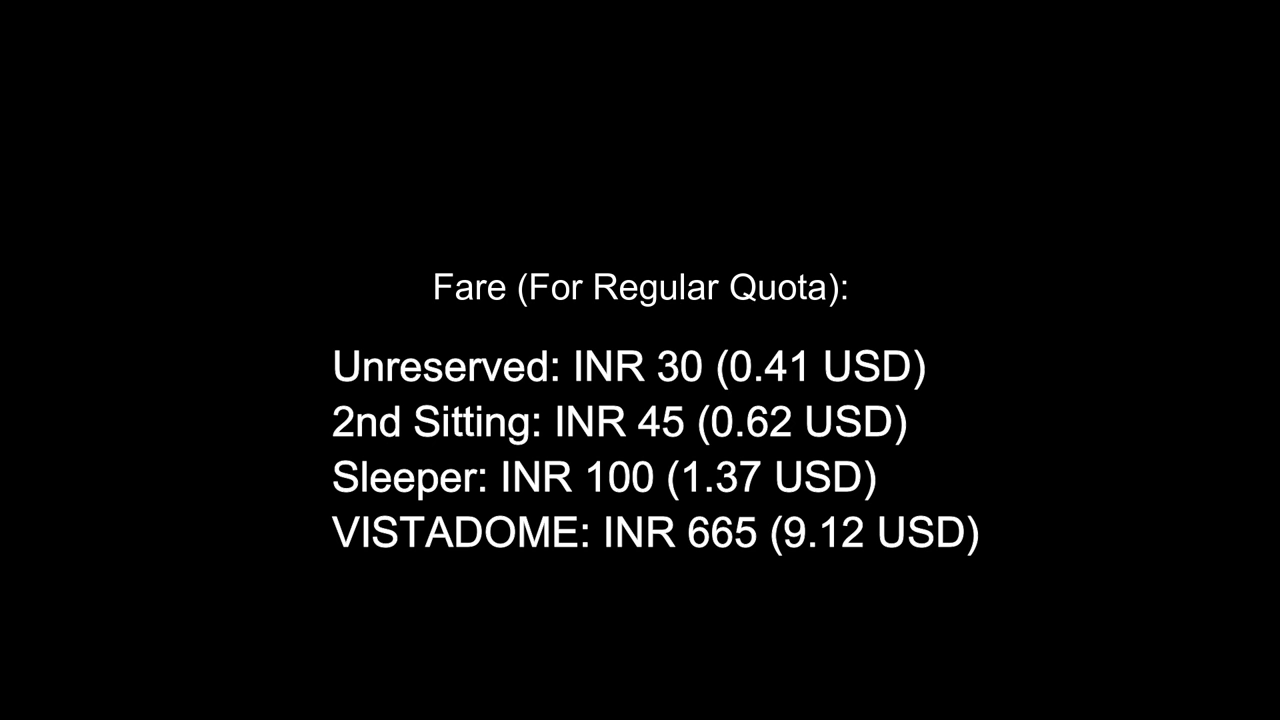 Fare (For Regular Quota):
Unreserved: INR 30 (0.41 USD)
2nd Sitting: INR 45 (0.62 USD)
Sleeper: INR 100 (1.37 USD)
VISTADOME: INR 665 (9.12 USD)